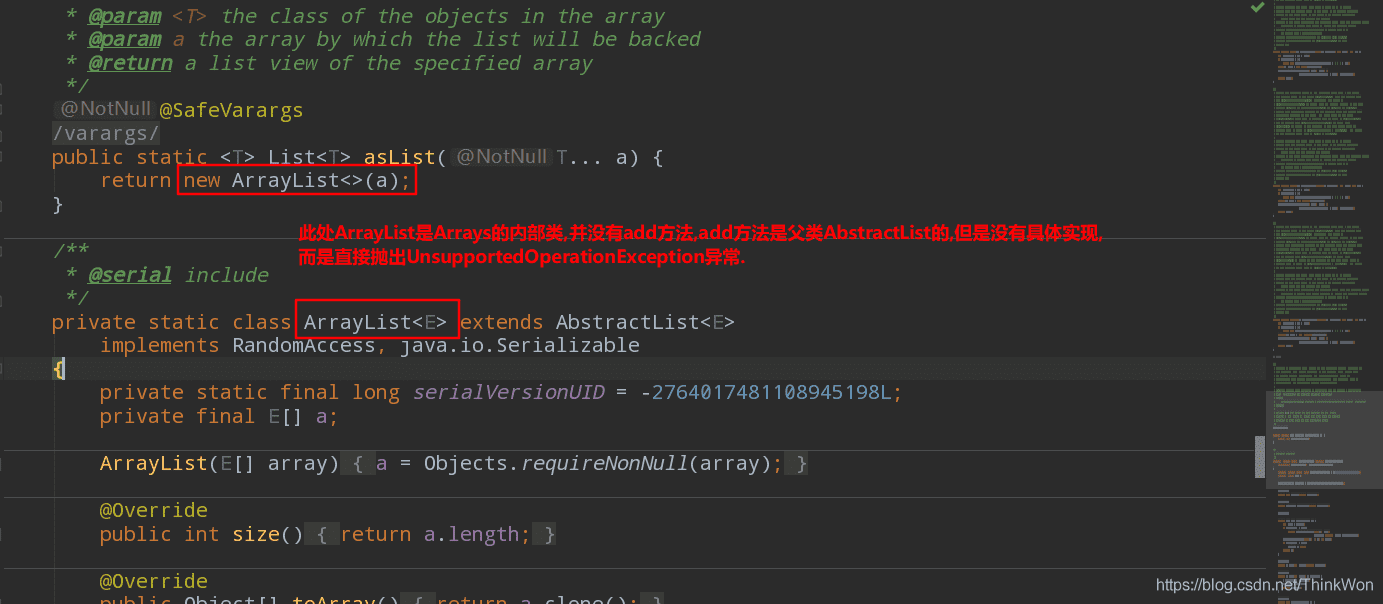 * @param <T> the class of the objects in the array
* @param a the array by which the list will be backed
* @return a list view of the specified array
*/
@NotNull @SafeVarargs
/varargs/
public static <T> List<T> asList( @NotNull T... a) {
return new ArrayList<>(a);
}
此处ArrayList是Arrays的内部类,并没有add方法,add方法是父类AbstractList的,但是没有具体实现,
而是直接抛出UnsupportedOperationException异常.
/**
* @serial include
*/
private static class ArrayList<E> extends AbstractList<E>
implements RandomAccess, java.io.Serializable
{
private static final long serialVersionUID = -2764017481108945198L;
private final E[] a;
ArrayList(E[] array) { a = Objects.requireNonNull(array); }
@Override
public int size() { return a.length; }
@Override
public Object[] toArray() { return a.clone(); }
https://blog.csdn.net/ThinkWon